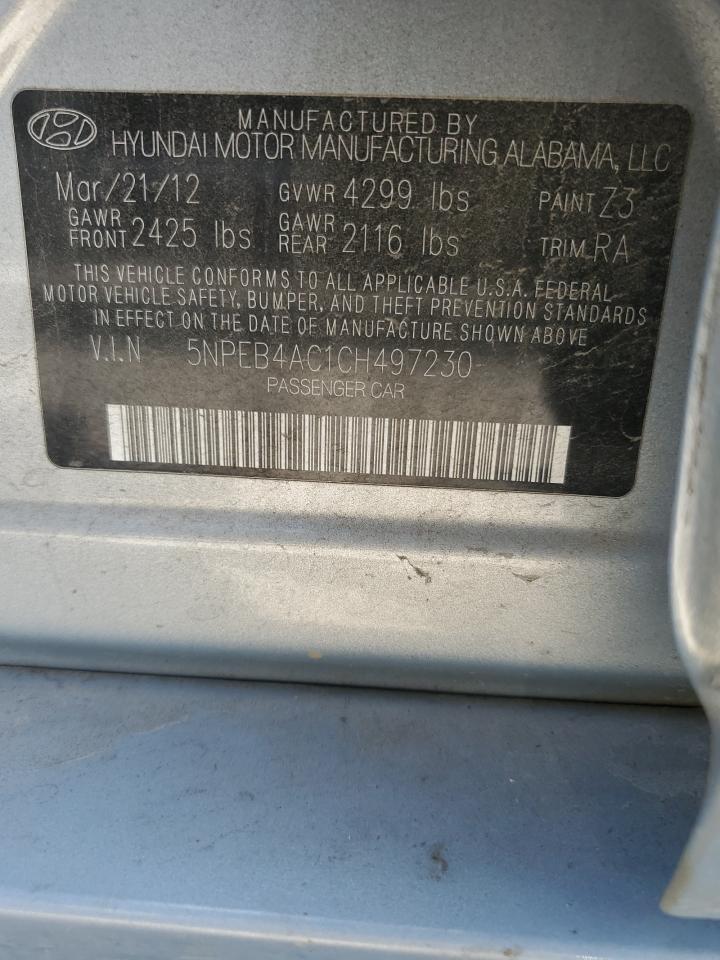 MANUFACTURED BY
HYUNDAI MOTOR MANUFACTURING ALABAMA, LLC
Mar/21/12 GVWR 4299 lbs PAINT Z3
GAWR FRONT 2425 lbs GAWR REAR 2116 lbs TRIM RA
THIS VEHICLE CONFORMS TO ALL APPLICABLE U.S.A. FEDERAL
MOTOR VEHICLE SAFETY, BUMPER, AND THEFT PREVENTION STANDARDS
IN EFFECT ON THE DATE OF MANUFACTURE SHOWN ABOVE
V.I.N 5NPEB4AC1CH497230
PASSENGER CAR